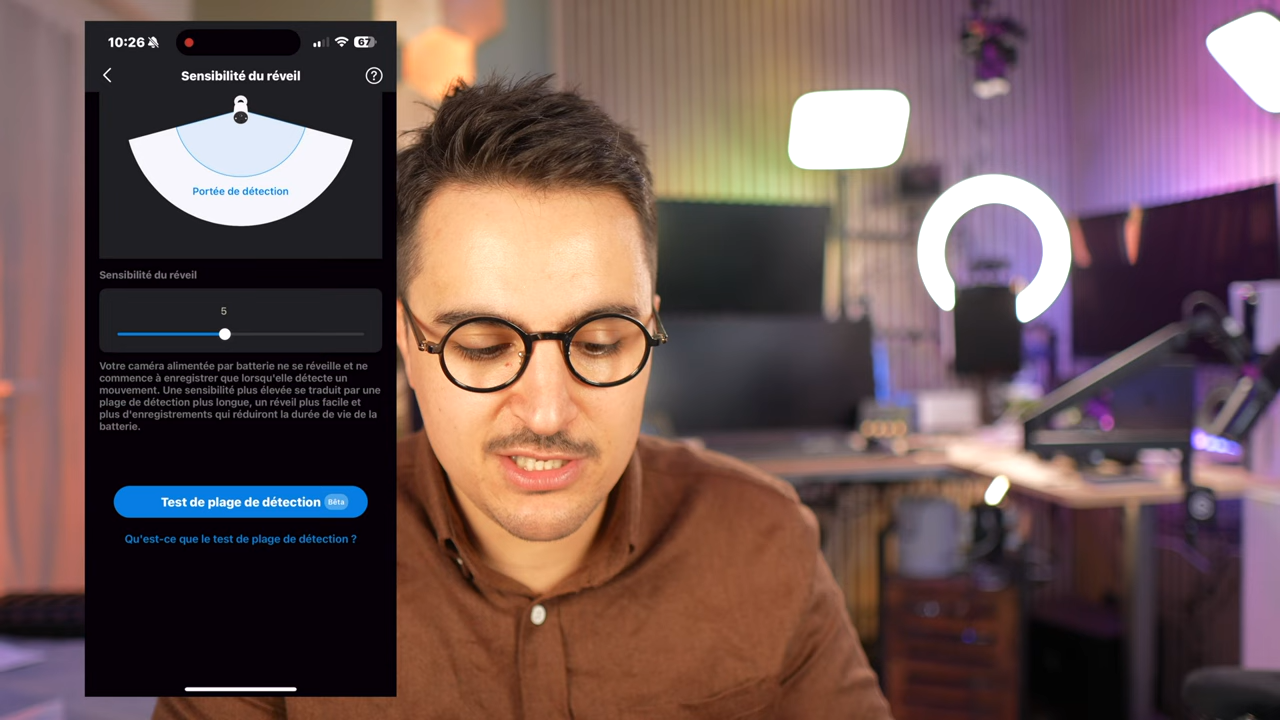 10:26
67
Sensibilité du réveil
?
Portée de détection
Sensibilité du réveil
5
Votre caméra alimentée par batterie ne se réveille et ne
commence à enregistrer que lorsqu'elle détecte un
mouvement. Une sensibilité plus élevée se traduit par une
plage de détection plus longue, un réveil plus facile et
plus d'enregistrements qui réduiront la durée de vie de la
batterie.
Test de plage de détection Bêta
Qu'est-ce que le test de plage de détection ?